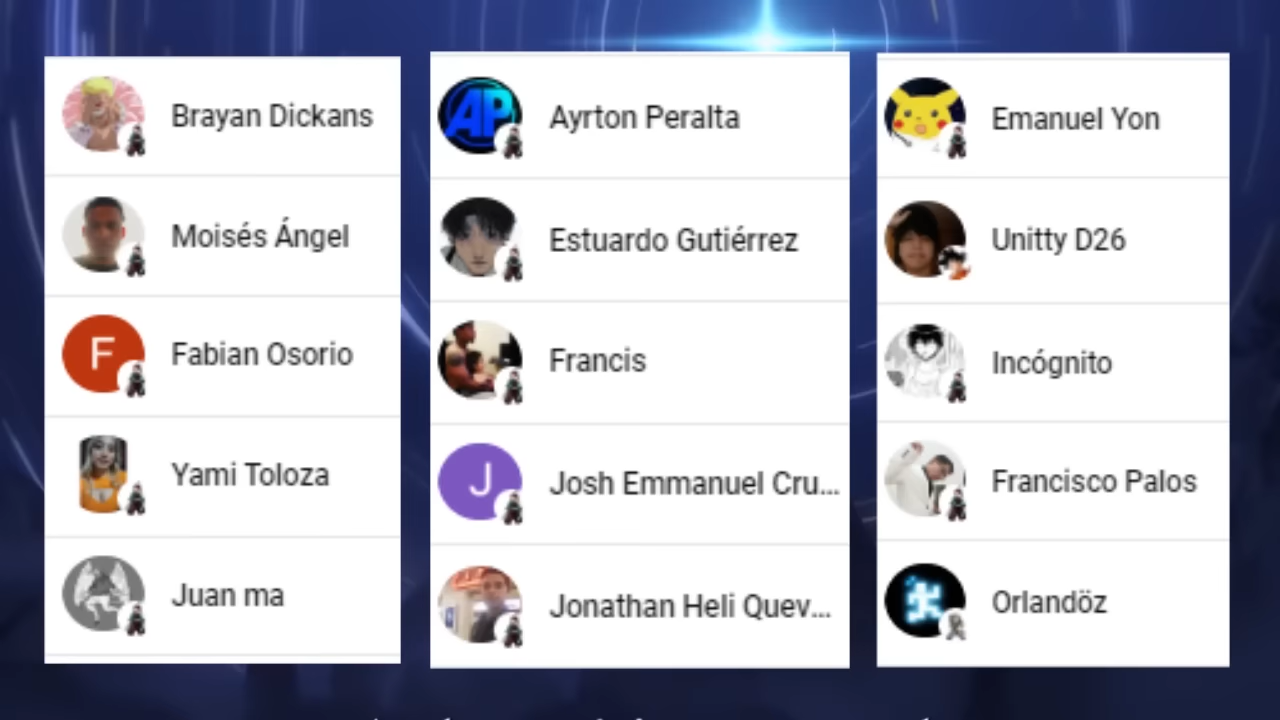 Brayan Dickans
Moisés Ángel
F
Fabian Osorio
Yami Toloza
Juan ma
AP
Ayrton Peralta
Estuardo Gutiérrez
Francis
J
Josh Emmanuel Cru...
Jonathan Heli Quev...
Emanuel Yon
Unitty D26
Incógnito
Francisco Palos
Orlandöz